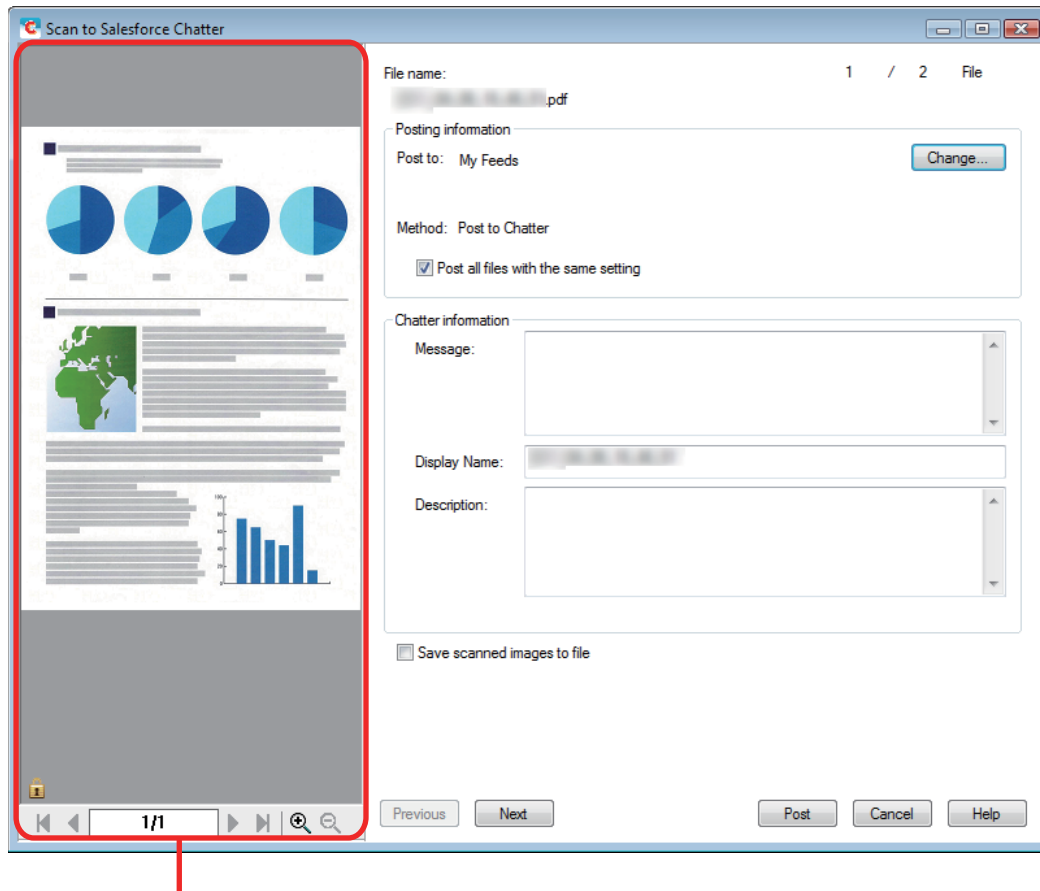 Scan to Salesforce Chatter
File name:
1 / 2 File
.pdf
Posting information
Post to: My Feeds
Change...
Method: Post to Chatter
Post all files with the same setting
Chatter information
Message:
Display Name:
Description:
Save scanned images to file
1/1
Previous
Next
Post
Cancel
Help